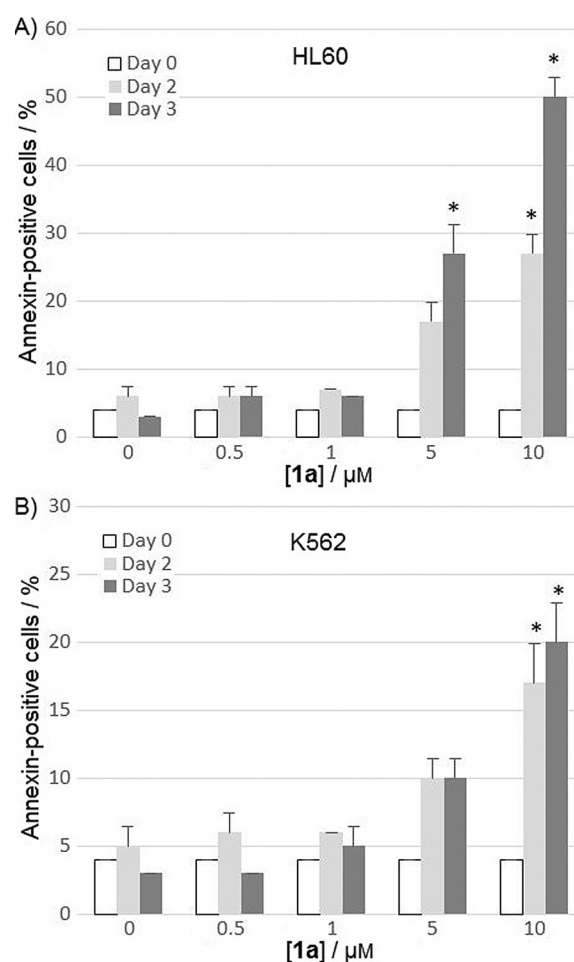 A)
HL60
Day 0
Day 2
Day 3
Annexin-positive cells / %
60
50
40
30
20
10
0
*
*
*
0 0.5 1 5 10
[1a] / µM
B)
K562
Day 0
Day 2
Day 3
Annexin-positive cells / %
30
25
20
15
10
5
0
*
*
0 0.5 1 5 10
[1a] / µM